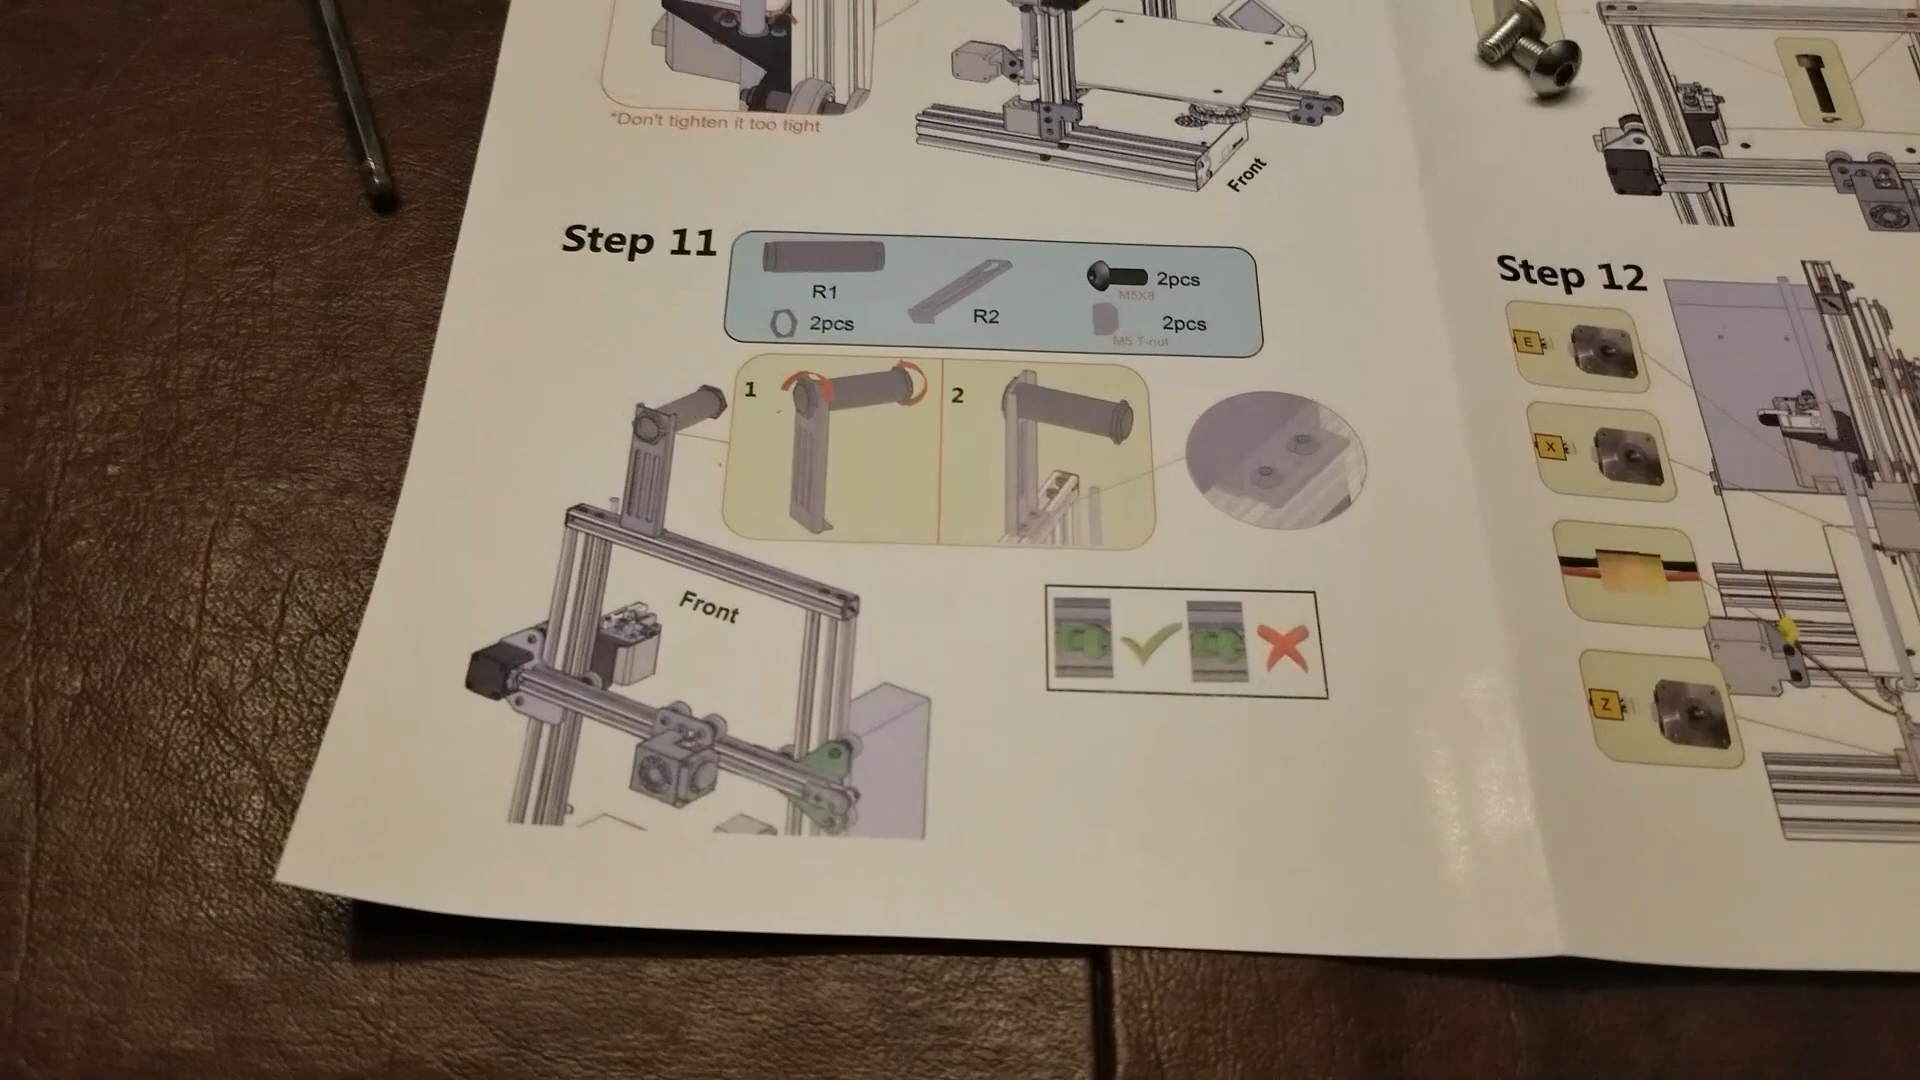 *Don't tighten it too tight
Front
Step 11
R1
2pcs
R2
2pcs
M5X8
2pcs
M5 T-nut
1
2
Front
Step 12
E
X
Z